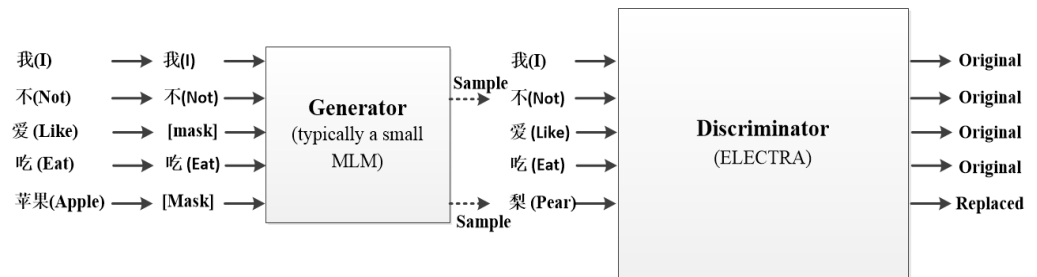 我(I) 我(I) 我(I) Original
Sample
不(Not) 不(Not) 不(Not) Original
Generator
(typically a small
MLM)
爱 (Like) [mask] 爱 (Like) Original
Discriminator
(ELECTRA)
吃 (Eat) 吃 (Eat) 吃 (Eat) Original
苹果(Apple) [Mask] 梨 (Pear) Replaced
Sample